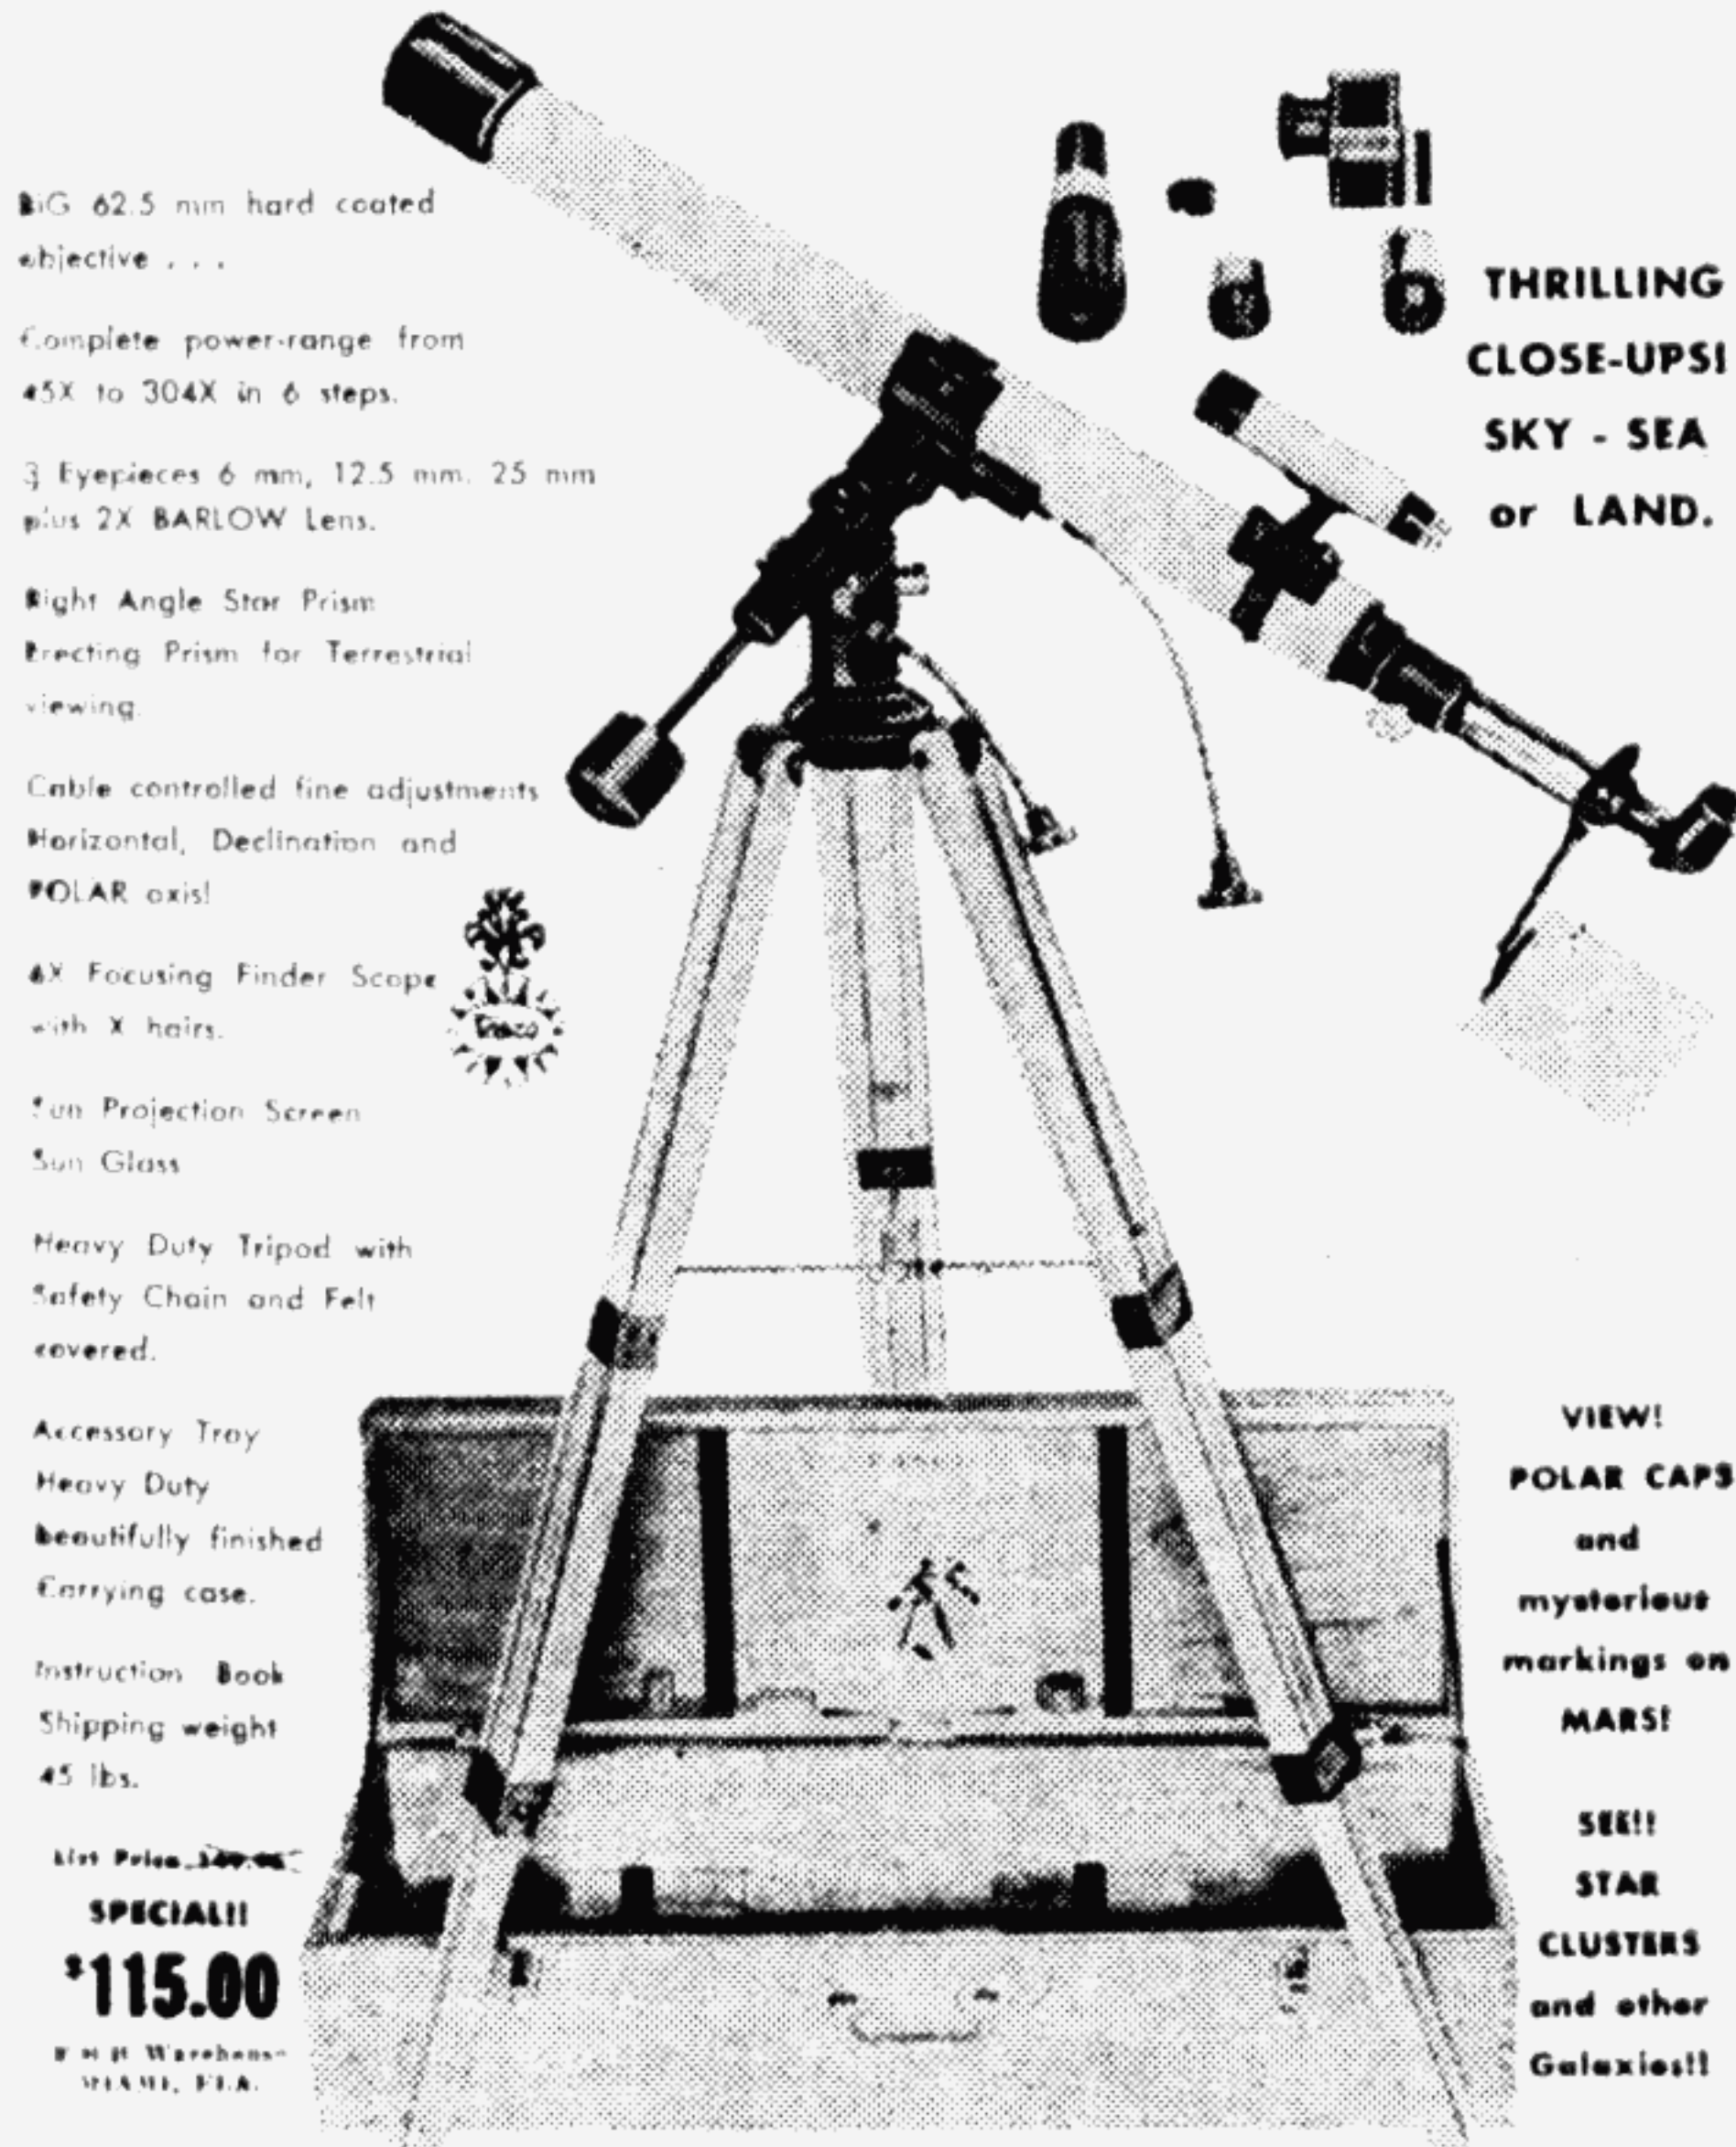 BiG 62.5 mm hard coated
objective . . .
Complete power-range from
45X to 304X in 6 steps.
3 Eyepieces 6 mm, 12.5 mm. 25 mm
plus 2X BARLOW Lens.
Right Angle Star Prism
Erecting Prism for Terrestrial
viewing.
Cable controlled fine adjustments
Horizontal, Declination and
POLAR axis!
6X Focusing Finder Scope
with X hairs.
Sun Projection Screen
Sun Glass
Heavy Duty Tripod with
Safety Chain and Felt
covered.
Accessory Tray
Heavy Duty
beautifully finished
Carrying case.
Instruction Book
Shipping weight
45 lbs.
List Price
SPECIAL!!
$115.00
Warehouse
MIAMI, FLA.
THRILLING
CLOSE-UPS!
SKY - SEA
or LAND.
VIEW!
POLAR CAPS
and
mysterious
markings on
MARS!
SEE!!
STAR
CLUSTERS
and other
Galaxies!!